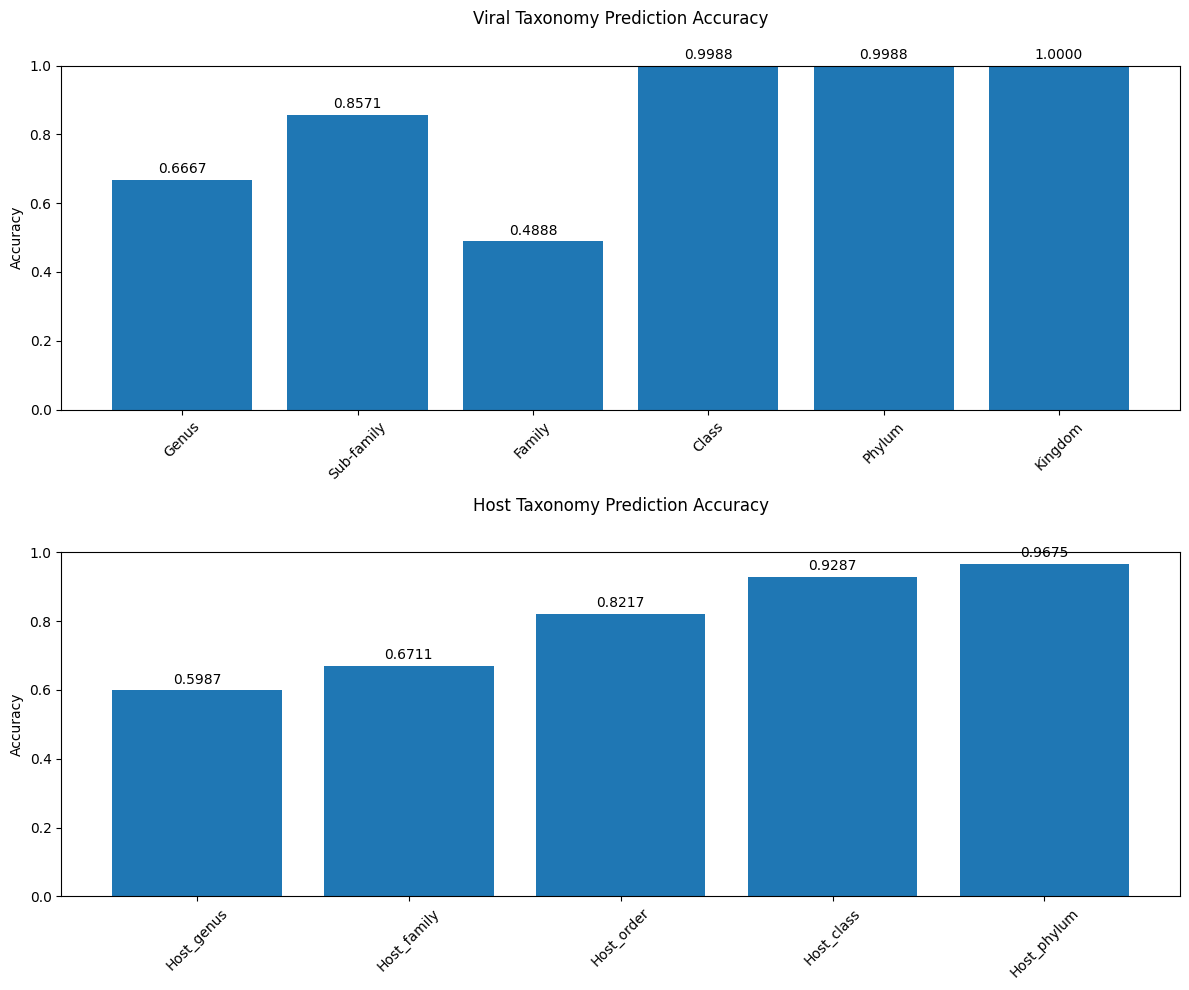 Viral Taxonomy Prediction Accuracy
0.9988
0.9988
1.0000
1.0
0.8571
0.8
0.6667
0.6
0.4888
Accuracy
0.4
0.2
0.0
Genus
Sub-family
Family
Class
Phylum
Kingdom
Host Taxonomy Prediction Accuracy
1.0
0.9675
0.9287
0.8217
0.8
0.6711
0.5987
0.6
Accuracy
0.4
0.2
0.0
Host_genus
Host_family
Host_order
Host_class
Host_phylum